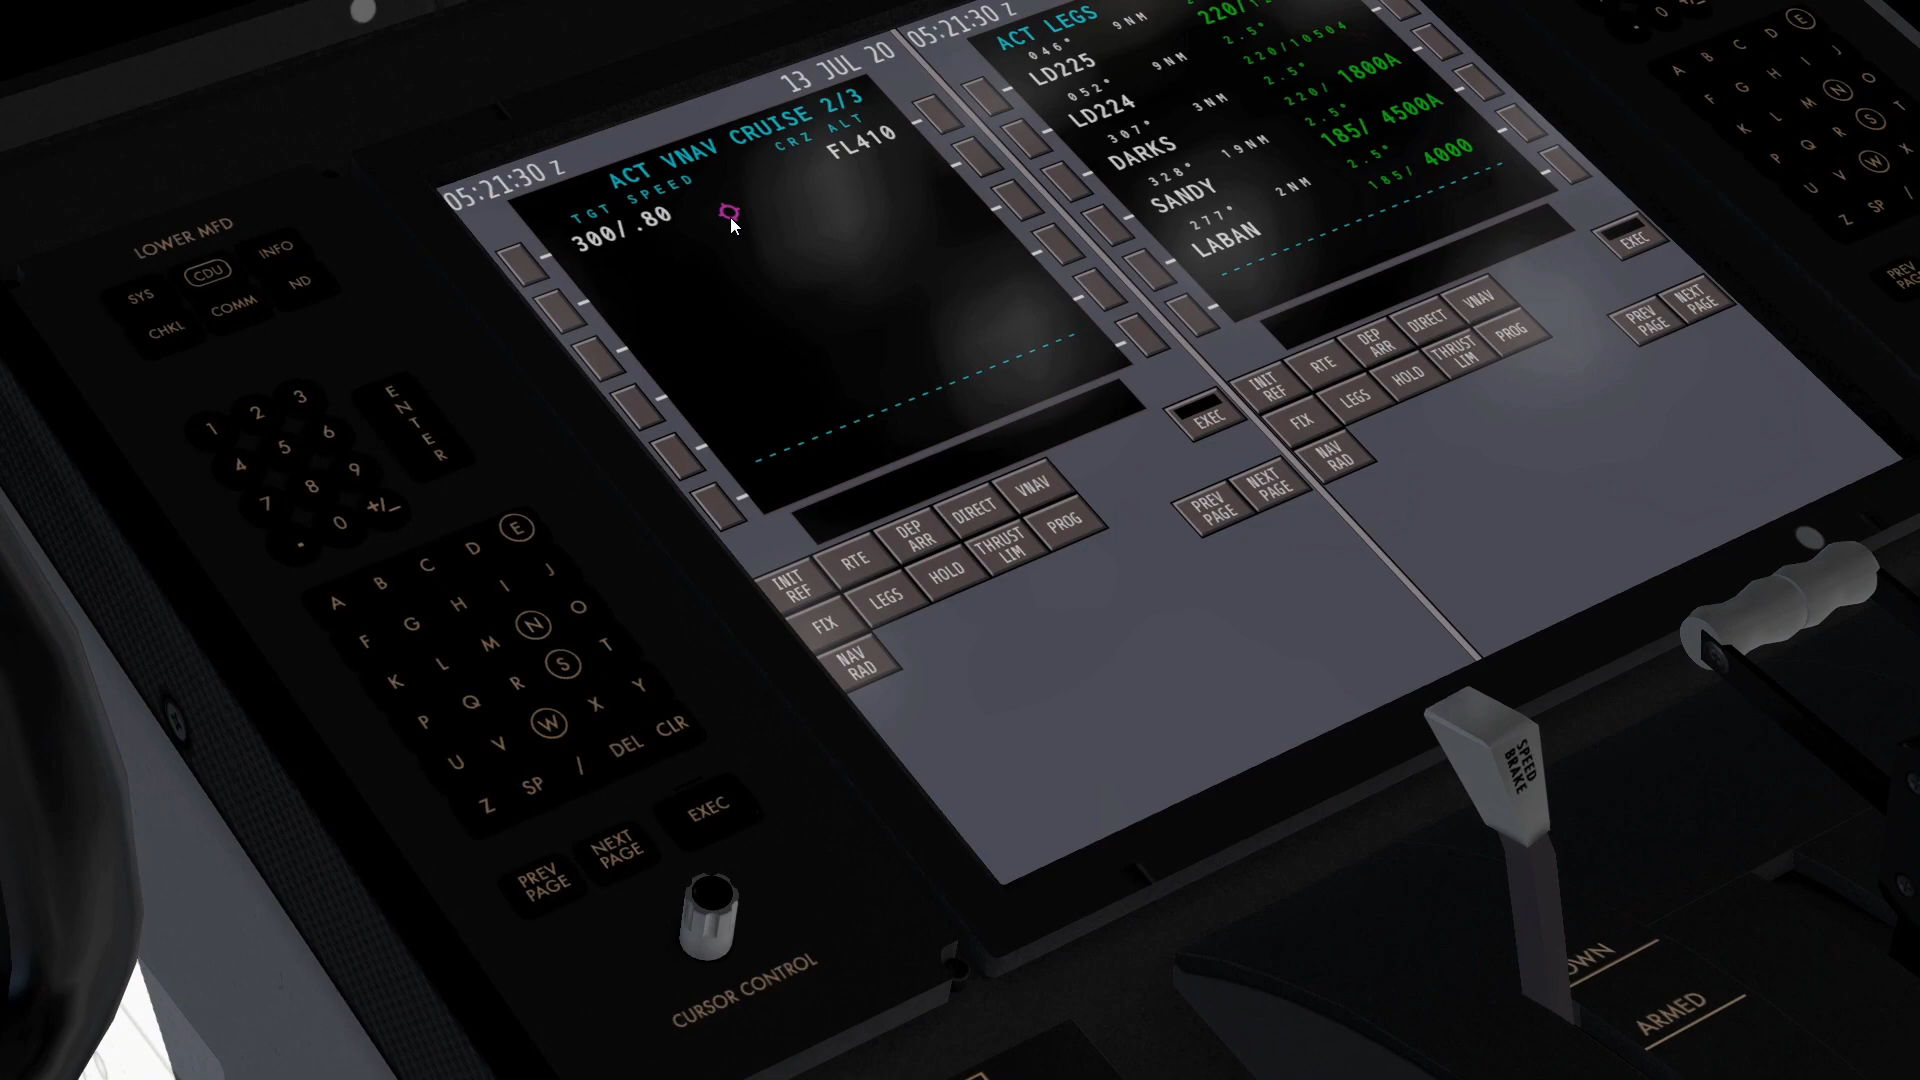 05:21:30 z
13 JUL 20
ACT VNAV CRUISE 2/3
TGT SPEED
CRZ ALT
300/.80
FL410
05:21:30 z
ACT LEGS
046° 9NM
LD225
052° 9NM
2.5°
220/10504
LD224
307° 3NM
2.5°
220/ 1800A
DARKS
328° 19NM
2.5°
185/ 4500A
SANDY
277° 2NM
2.5°
185/ 4000
LABAN
EXEC
INIT REF
RTE
DEP ARR
DIRECT
VNAV
FIX
LEGS
HOLD
THRUST LIM
PROG
NAV RAD
PREV PAGE
NEXT PAGE
EXEC
INIT REF
RTE
DEP ARR
DIRECT
VNAV
FIX
LEGS
HOLD
THRUST LIM
PROG
NAV RAD
PREV PAGE
NEXT PAGE
LOWER MFD
SYS
CDU
INFO
CHKL
COMM
ND
1 2 3
4 5 6
7 8 9
. 0 +/-
ENTER
A B C D E
F G H I J
K L M N O
P Q R S T
U V W X Y
Z SP / DEL CLR
PREV PAGE
NEXT PAGE
EXEC
CURSOR CONTROL
SPEED BRAKE
ARMED
A B C D E
F G H I J
K L M N O
P Q R S T
U V W X
Z SP /